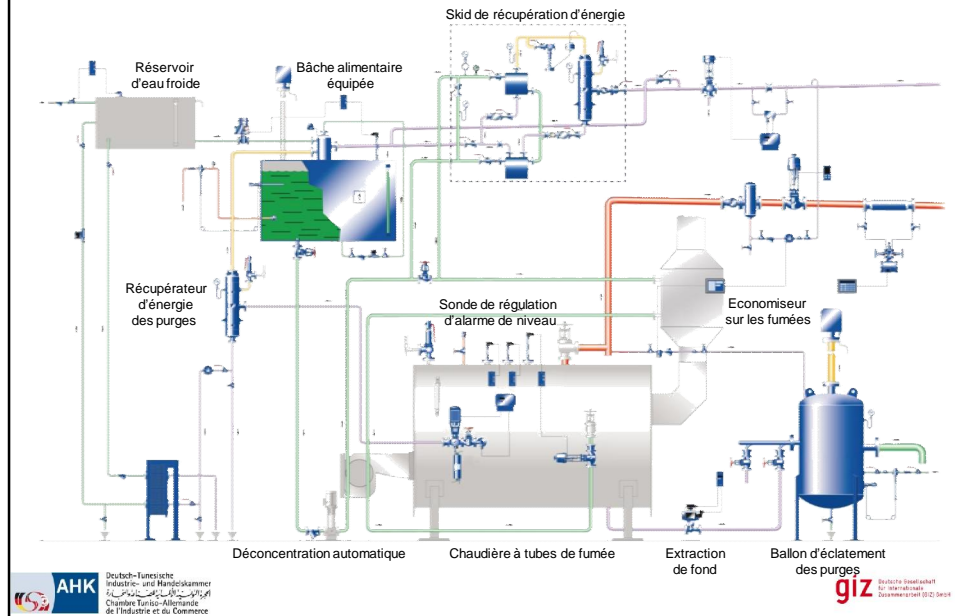 Skid de récupération d'énergie
Réservoir
d'eau froide
Bâche alimentaire
équipée
Récupérateur
d'énergie
des purges
Sonde de régulation
d'alarme de niveau
Economiseur
sur les fumées
Déconcentration automatique
Chaudière à tubes de fumée
Extraction
de fond
Ballon d'éclatement
des purges
AHK
Deutsch-Tunesische
Industrie- und Handelskammer
Chambre Tuniso-Allemande
de l'Industrie et du Commerce
giz
Deutsche Gesellschaft
für Internationale
Zusammenarbeit (GIZ) GmbH